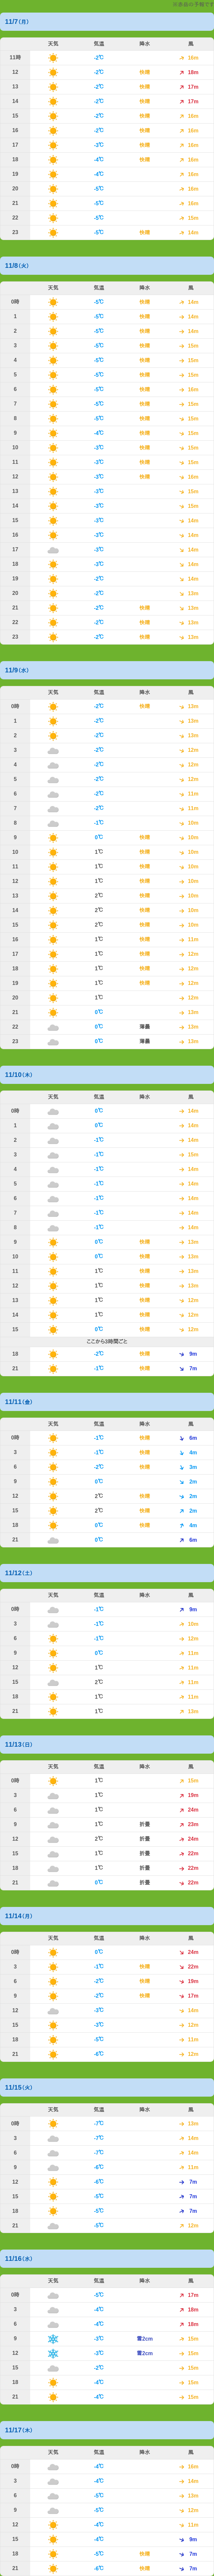 11/7(月)
天気 気温 降水 風
11時 -2℃ 16m
12 -2℃ 快晴 18m
13 -2℃ 快晴 17m
14 -2℃ 快晴 17m
15 -2℃ 快晴 16m
16 -2℃ 快晴 16m
17 -3℃ 快晴 16m
18 -4℃ 快晴 16m
19 -4℃ 16m
20 -5℃ 16m
21 -5℃ 16m
22 -5℃ 15m
23 -5℃ 快晴 14m
11/8(火)
天気 気温 降水 風
0時 -5℃ 快晴 14m
1 -5℃ 快晴 14m
2 -5℃ 快晴 14m
3 -5℃ 快晴 15m
4 -5℃ 快晴 15m
5 -5℃ 快晴 15m
6 -5℃ 快晴 16m
7 -5℃ 快晴 15m
8 -5℃ 快晴 15m
9 -4℃ 快晴 15m
10 -3℃ 快晴 15m
11 -3℃ 快晴 15m
12 -3℃ 快晴 16m
13 -3℃ 15m
14 -3℃ 15m
15 -3℃ 14m
16 -3℃ 14m
17 -3℃ 14m
18 -3℃ 14m
19 -2℃ 14m
20 -2℃ 13m
21 -2℃ 快晴 13m
22 -2℃ 快晴 13m
23 -2℃ 快晴 13m
11/9(水)
天気 気温 降水 風
0時 -2℃ 快晴 13m
1 -2℃ 13m
2 -2℃ 13m
3 -2℃ 12m
4 -2℃ 12m
5 -2℃ 12m
6 -2℃ 11m
7 -2℃ 11m
8 -1℃ 10m
9 0℃ 快晴 10m
10 1℃ 快晴 10m
11 1℃ 快晴 10m
12 1℃ 快晴 10m
13 2℃ 快晴 10m
14 2℃ 快晴 10m
15 2℃ 快晴 10m
16 1℃ 快晴 11m
17 1℃ 快晴 12m
18 1℃ 快晴 12m
19 1℃ 快晴 12m
20 1℃ 12m
21 0℃ 13m
22 0℃ 薄曇 13m
23 0℃ 薄曇 13m
11/10(木)
天気 気温 降水 風
0時 0℃ 14m
1 0℃ 14m
2 -1℃ 14m
3 -1℃ 15m
4 -1℃ 14m
5 -1℃ 14m
6 -1℃ 14m
7 -1℃ 14m
8 -1℃ 14m
9 0℃ 快晴 13m
10 0℃ 快晴 13m
11 1℃ 快晴 13m
12 1℃ 快晴 13m
13 1℃ 快晴 12m
14 1℃ 快晴 12m
15 0℃ 快晴 12m
ここから3時間ごと
18 -2℃ 快晴 9m
21 -1℃ 快晴 7m
11/11(金)
天気 気温 降水 風
0時 -1℃ 快晴 6m
3 -1℃ 快晴 4m
6 -2℃ 快晴 3m
9 0℃ 2m
12 2℃ 快晴 2m
15 2℃ 快晴 2m
18 0℃ 快晴 4m
21 0℃ 6m
11/12(土)
天気 気温 降水 風
0時 -1℃ 9m
3 -1℃ 10m
6 -1℃ 12m
9 0℃ 11m
12 1℃ 11m
15 2℃ 11m
18 1℃ 11m
21 1℃ 13m
11/13(日)
天気 気温 降水 風
0時 1℃ 15m
3 1℃ 19m
6 1℃ 24m
9 1℃ 折曇 23m
12 2℃ 折曇 24m
15 1℃ 折曇 22m
18 1℃ 折曇 22m
21 0℃ 折曇 22m
11/14(月)
天気 気温 降水 風
0時 0℃ 24m
3 -1℃ 快晴 22m
6 -2℃ 快晴 19m
9 -2℃ 快晴 17m
12 -3℃ 14m
15 -3℃ 12m
18 -5℃ 11m
21 -6℃ 12m
11/15(火)
天気 気温 降水 風
0時 -7℃ 13m
3 -7℃ 14m
6 -7℃ 14m
9 -6℃ 11m
12 -6℃ 7m
15 -5℃ 7m
18 -5℃ 7m
21 -5℃ 12m
11/16(水)
天気 気温 降水 風
0時 -5℃ 17m
3 -4℃ 18m
6 -4℃ 18m
9 -3℃ 雪2cm 15m
12 -3℃ 雪2cm 15m
15 -2℃ 15m
18 -4℃ 15m
21 -4℃ 15m
11/17(木)
天気 気温 降水 風
0時 -4℃ 16m
3 -4℃ 14m
6 -5℃ 13m
9 -5℃ 12m
12 -4℃ 11m
15 -4℃ 9m
18 -5℃ 快晴 7m
21 -6℃ 快晴 7m